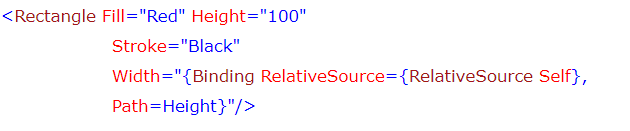 <Rectangle Fill="Red" Height="100"
Stroke="Black"
Width="{Binding RelativeSource={RelativeSource Self},
Path=Height}"/>